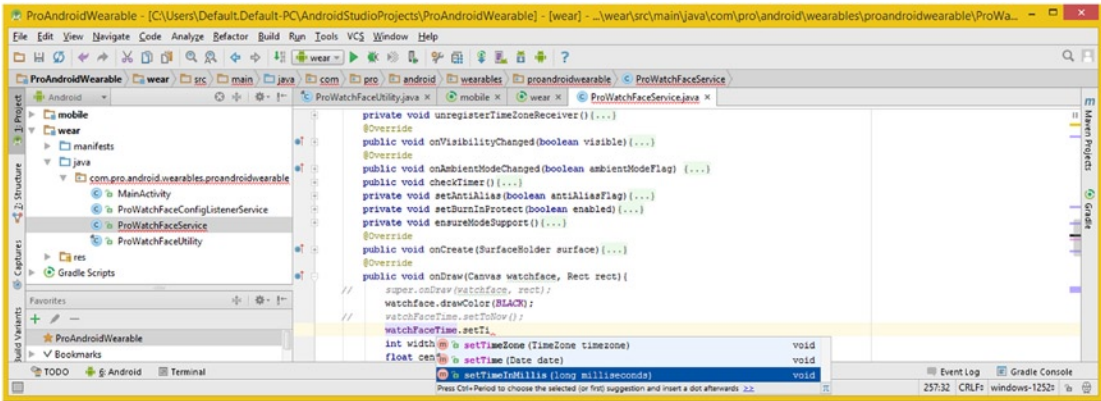 ProAndroidWearable - [C:\Users\Default.Default-PC\AndroidStudioProjects\ProAndroidWearable] - [wear] - ...\wear\src\main\java\com\pro\android\wearables\proandroidwearable\ProWa...
File Edit View Navigate Code Analyze Refactor Build Run Tools VCS Window Help
wear
ProAndroidWearable wear src main java com pro android wearables proandroidwearable ProWatchFaceService
Android
ProWatchFaceUtility.java × mobile × wear × ProWatchFaceService.java ×
1: Project
Z: Structure
Captures
Build Variants
Maven Projects
Gradle
mobile
wear
manifests
java
com.pro.android.wearables.proandroidwearable
MainActivity
ProWatchFaceConfigListenerService
ProWatchFaceService
ProWatchFaceUtility
res
Gradle Scripts
Favorites
ProAndroidWearable
Bookmarks
private void unregisterTimeZoneReceiver(){...}
@Override
public void onVisibilityChanged(boolean visible){...}
@Override
public void onAmbientModeChanged(boolean ambientModeFlag) {...}
public void checkTimer(){...}
private void setAntiAlias(boolean antiAliasFlag){...}
private void setBurnInProtect(boolean enabled){...}
private void ensureModeSupport(){...}
@Override
public void onCreate(SurfaceHolder surface){...}
@Override
public void onDraw(Canvas watchface, Rect rect){
// super.onDraw(watchface, rect);
watchface.drawColor(BLACK);
// watchFaceTime.setToNow();
watchFaceTime.setTi
int width
float cen
setTimeZone(TimeZone timezone) void
setTime(Date date) void
setTimeInMillis(long milliseconds) void
Press Ctrl+Period to choose the selected (or first) suggestion and insert a dot afterwards >>
TODO 6: Android Terminal Event Log Gradle Console
257:32 CRLF windows-1252